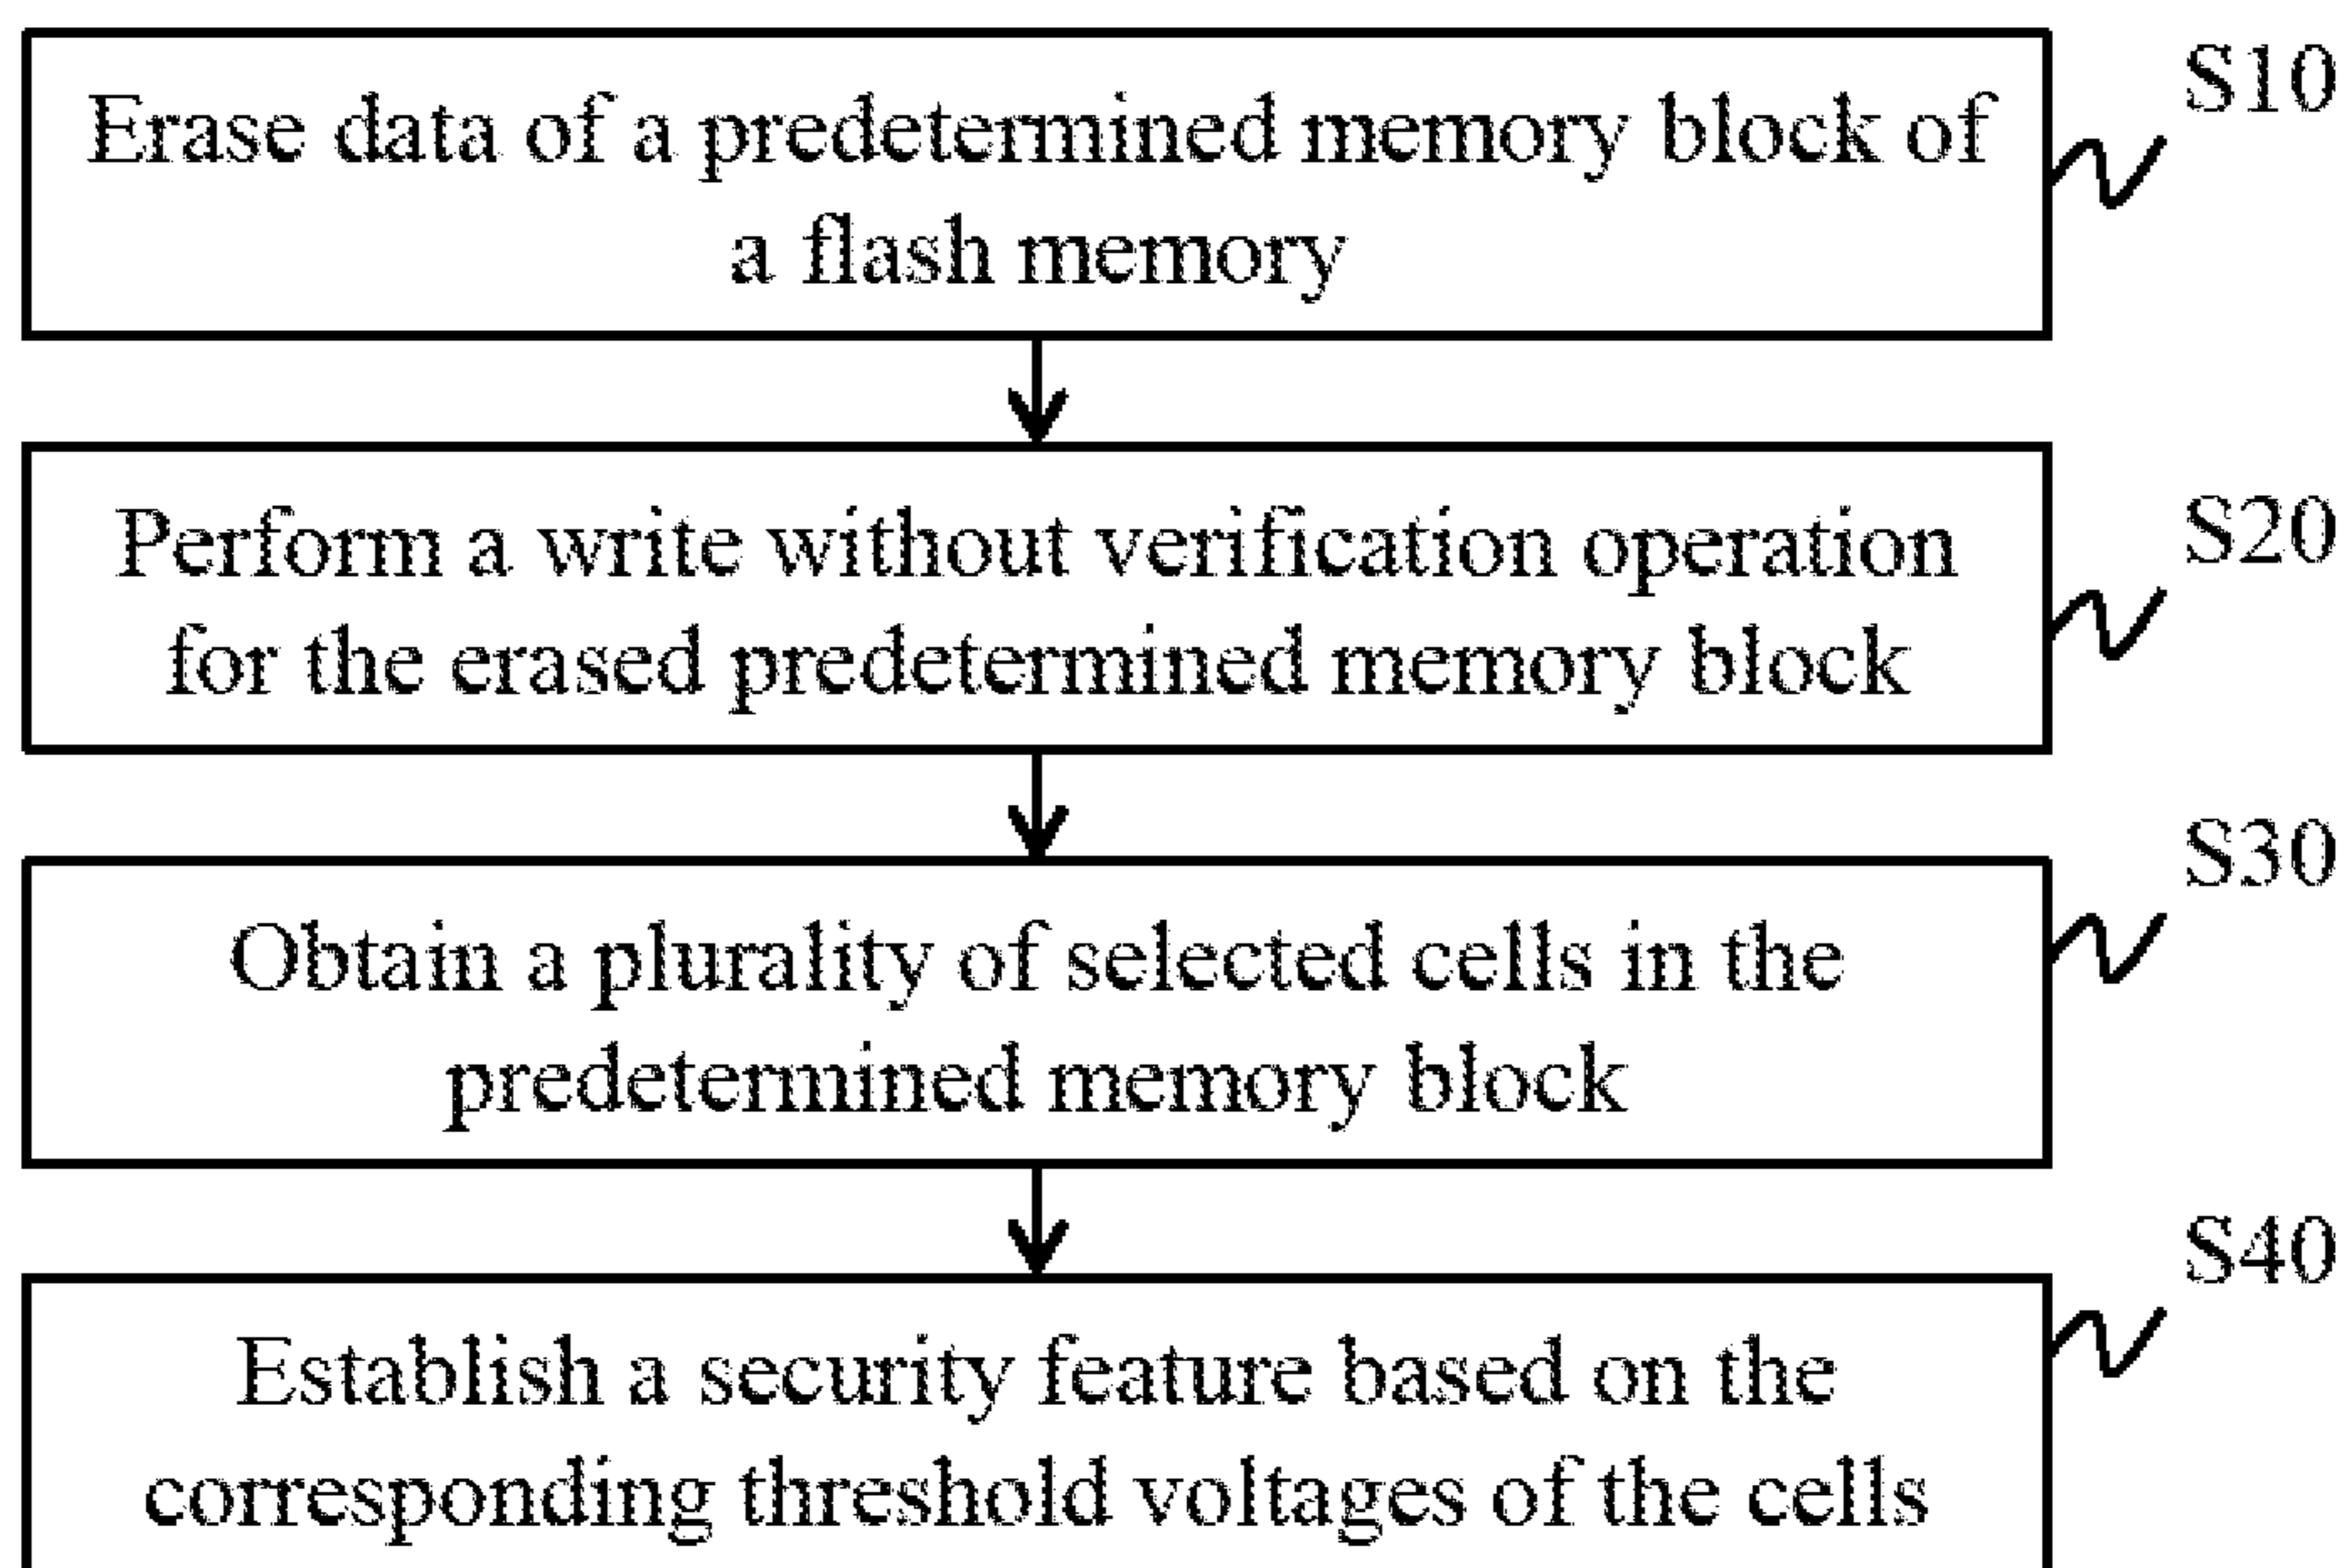 Erase data of a predetermined memory block of
a flash memory
S10
Perform a write without verification operation
for the erased predetermined memory block
S20
Obtain a plurality of selected cells in the
predetermined memory block
S30
Establish a security feature based on the
corresponding threshold voltages of the cells
S40